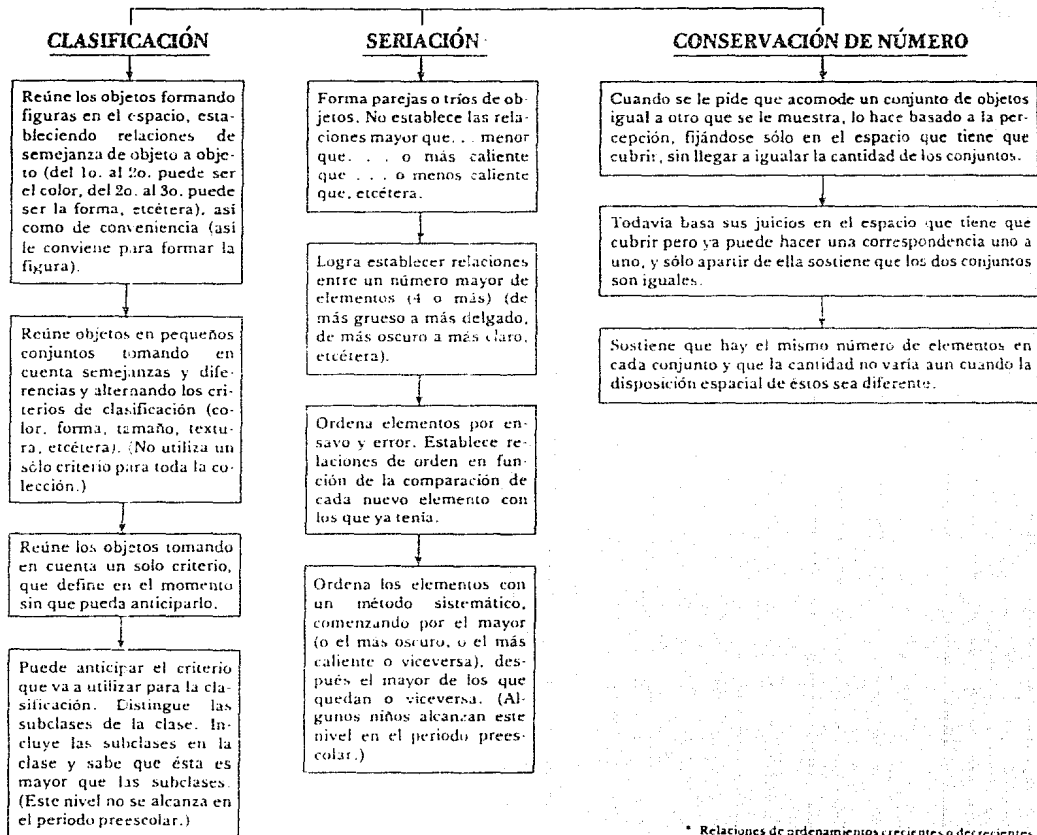 CLASIFICACIÓN
Reúne los objetos formando
figuras en el espacio, esta-
bleciendo relaciones de
semejanza de objeto a obje-
to (del 1o. al 2o. puede ser
el color, del 2o. al 3o. puede
ser la forma, etcétera), así
como de conveniencia (así
le conviene para formar la
figura).
Reúne objetos en pequeños
conjuntos tomando en
cuenta semejanzas y dife-
rencias y alternando los cri-
terios de clasificación (co-
lor, forma, tamaño, textu-
ra, etcétera). (No utiliza un
sólo criterio para toda la co-
lección.)
Reúne los objetos tomando
en cuenta un solo criterio,
que define en el momento
sin que pueda anticiparlo.
Puede anticipar el criterio
que va a utilizar para la cla-
sificación. Distingue las
subclases de la clase. In-
cluye las subclases en la
clase y sabe que ésta es
mayor que las subclases.
(Este nivel no se alcanza en
el periodo preescolar.)
SERIACIÓN
Forma parejas o tríos de ob-
jetos. No establece las re-
laciones mayor que. . . menor
que. . . o más caliente
que . . . o menos caliente
que, etcétera.
Logra establecer relaciones
entre un número mayor de
elementos (4 o más) (de
más grueso a más delgado,
de más oscuro a más claro,
etcétera).
Ordena elementos por en-
sayo y error. Establece re-
laciones de orden en fun-
ción de la comparación de
cada nuevo elemento con
los que ya tenía.
Ordena los elementos con
un método sistemático,
comenzando por el mayor
(o el más oscuro, o el más
caliente o viceversa), des-
pués el mayor de los que
quedan o viceversa. (Al-
gunos niños alcanzan este
nivel en el periodo prees-
colar.)
CONSERVACIÓN DE NÚMERO
Cuando se le pide que acomode un conjunto de objetos
igual a otro que se le muestra, lo hace basado a la per-
cepción, fijándose sólo en el espacio que tiene que
cubrir, sin llegar a igualar la cantidad de los conjuntos.
Todavía basa sus juicios en el espacio que tiene que
cubrir pero ya puede hacer una correspondencia uno a
uno, y sólo apartir de ella sostiene que los dos conjuntos
son iguales.
Sostiene que hay el mismo número de elementos en
cada conjunto y que la cantidad no varía aun cuando la
disposición espacial de éstos sea diferente.
* Relaciones de ordenamientos crecientes o decrecientes